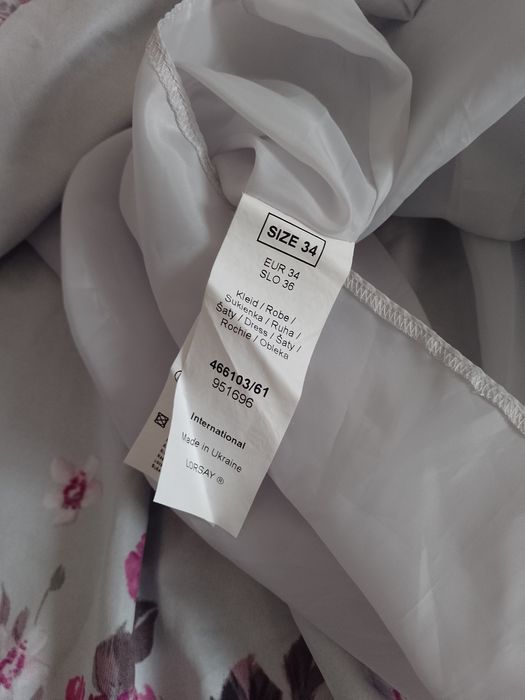 SIZE 34
EUR 34
SLO 36
Kleid / Robe /
Sukienka / Ruha /
Šaty / Dress / Šaty /
Rochie / Obleka
466103/61
951696
International
Made in Ukraine
LORSAY ®